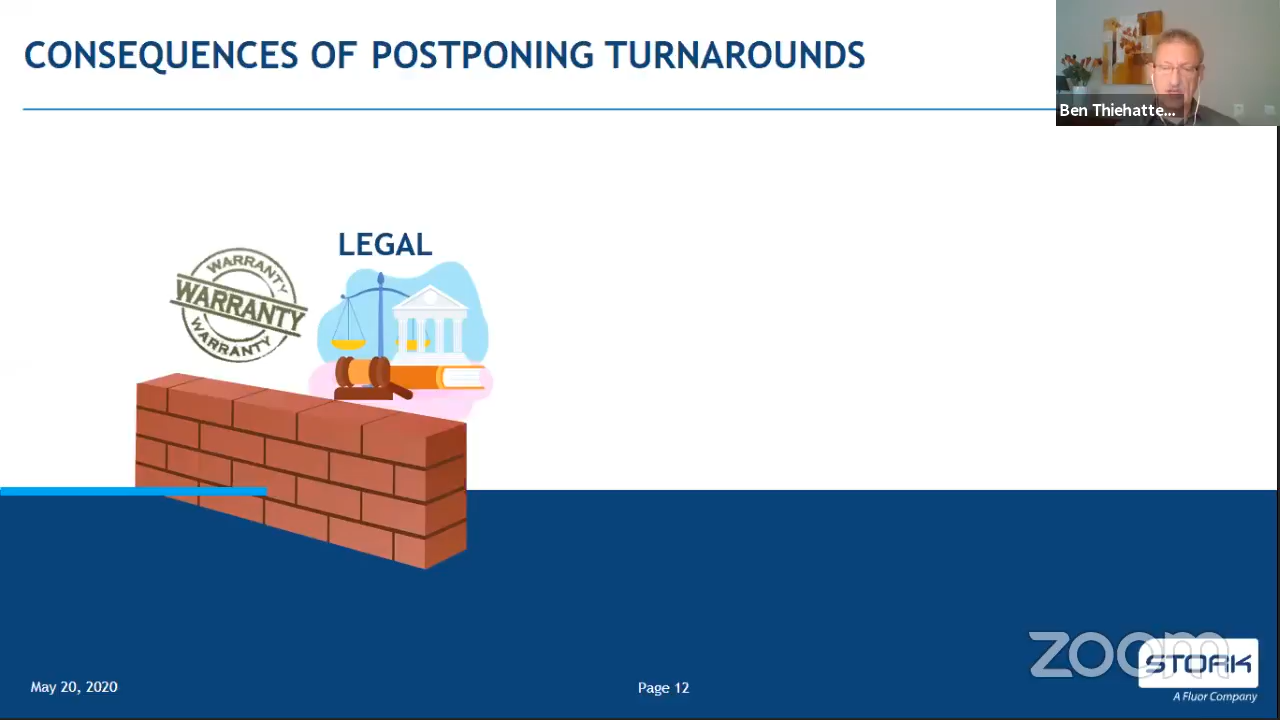 CONSEQUENCES OF POSTPONING TURNAROUNDS
Ben Thiehatte...
LEGAL
WARRANTY
WARRANTY
WARRANTY
May 20, 2020
Page 12
zoom
STORK
A Fluor Company